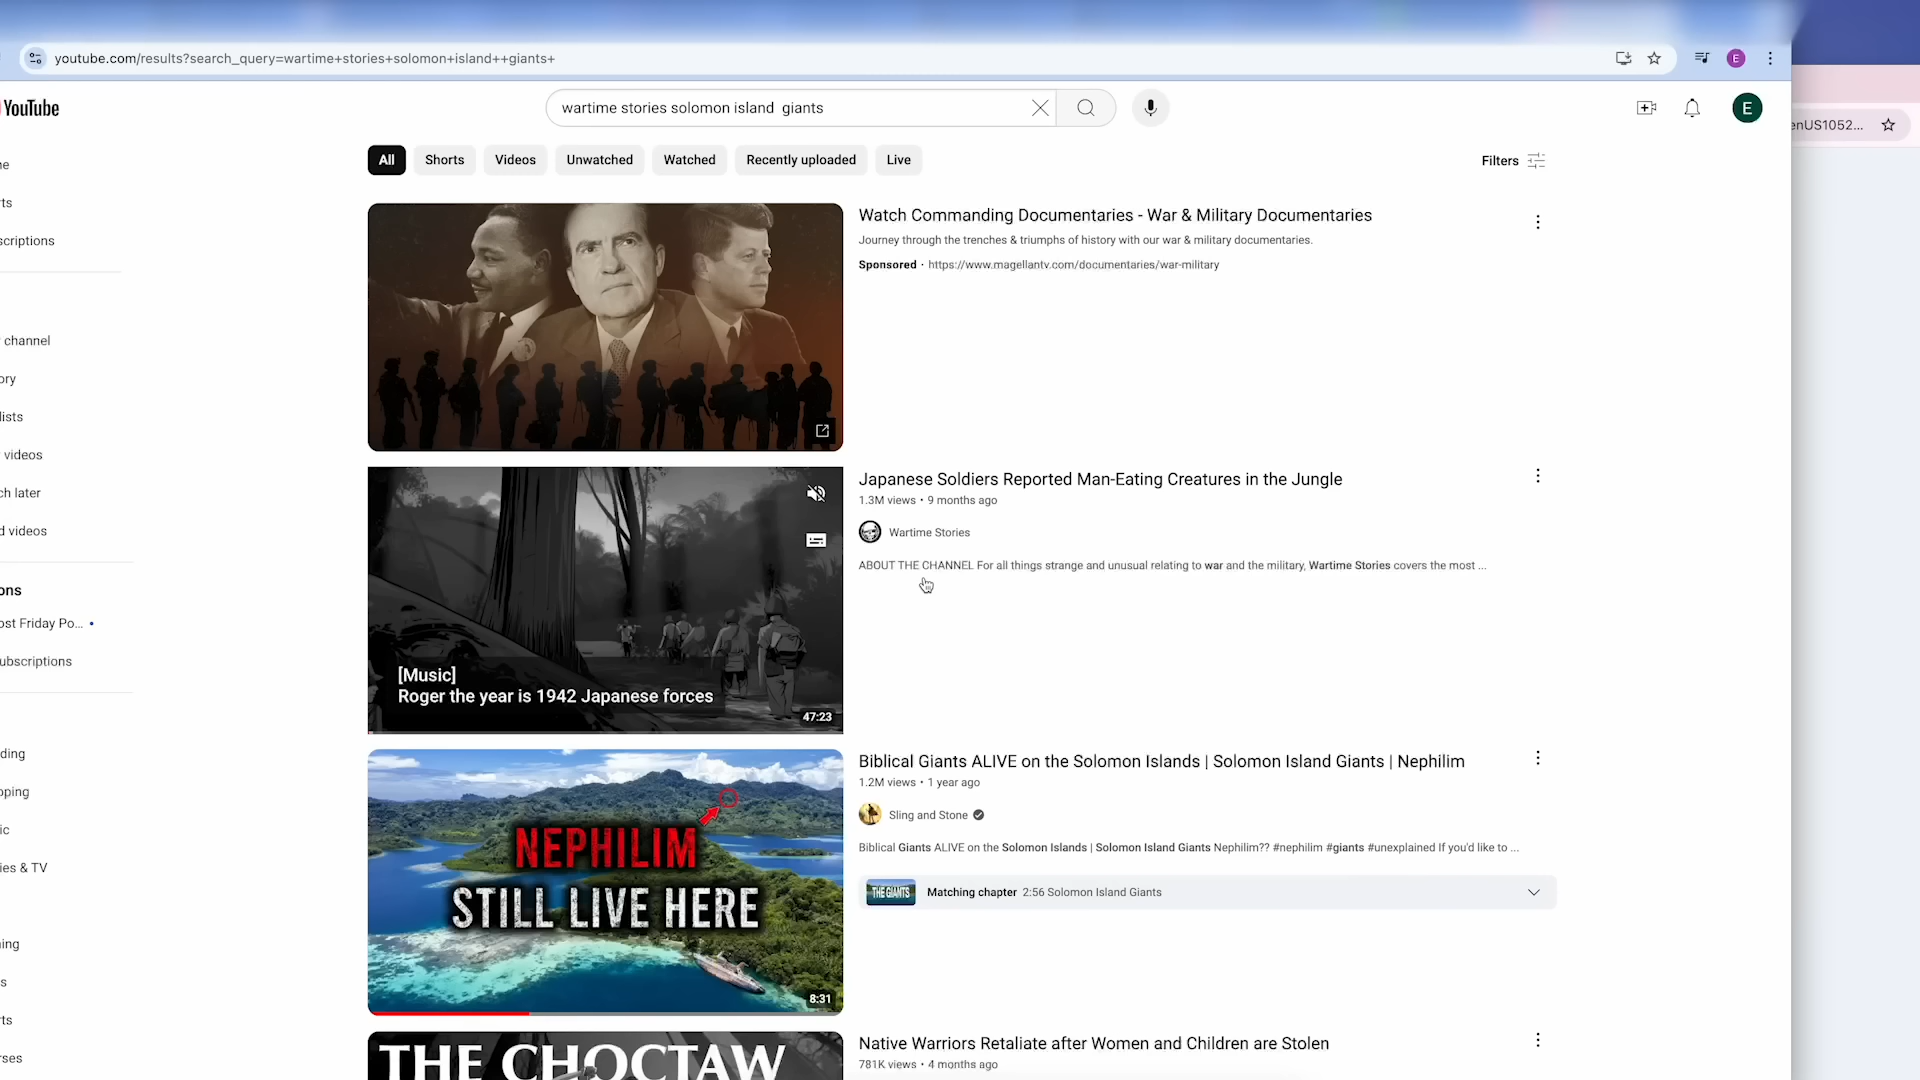 youtube.com/results?search_query=wartime+stories+solomon+island++giants+
E
enUS1052...
YouTube
wartime stories solomon island  giants
E
ne
rts
scriptions
channel
ory
lists
videos
ch later
d videos
ons
ost Friday Po... •
ubscriptions
ding
pping
ic
ies & TV
ning
s
rts
rses
All
Shorts
Videos
Unwatched
Watched
Recently uploaded
Live
Filters
Watch Commanding Documentaries - War & Military Documentaries
Journey through the trenches & triumphs of history with our war & military documentaries.
Sponsored · https://www.magellantv.com/documentaries/war-military
[Music]
Roger the year is 1942 Japanese forces
47:23
Japanese Soldiers Reported Man-Eating Creatures in the Jungle
1.3M views • 9 months ago
Wartime Stories
ABOUT THE CHANNEL For all things strange and unusual relating to war and the military, Wartime Stories covers the most ...
NEPHILIM
STILL LIVE HERE
8:31
Biblical Giants ALIVE on the Solomon Islands | Solomon Island Giants | Nephilim
1.2M views • 1 year ago
Sling and Stone
Biblical Giants ALIVE on the Solomon Islands | Solomon Island Giants Nephilim?? #nephilim #giants #unexplained If you'd like to ...
THE GIANTS
Matching chapter 2:56 Solomon Island Giants
THE CHOCTAW
Native Warriors Retaliate after Women and Children are Stolen
781K views • 4 months ago